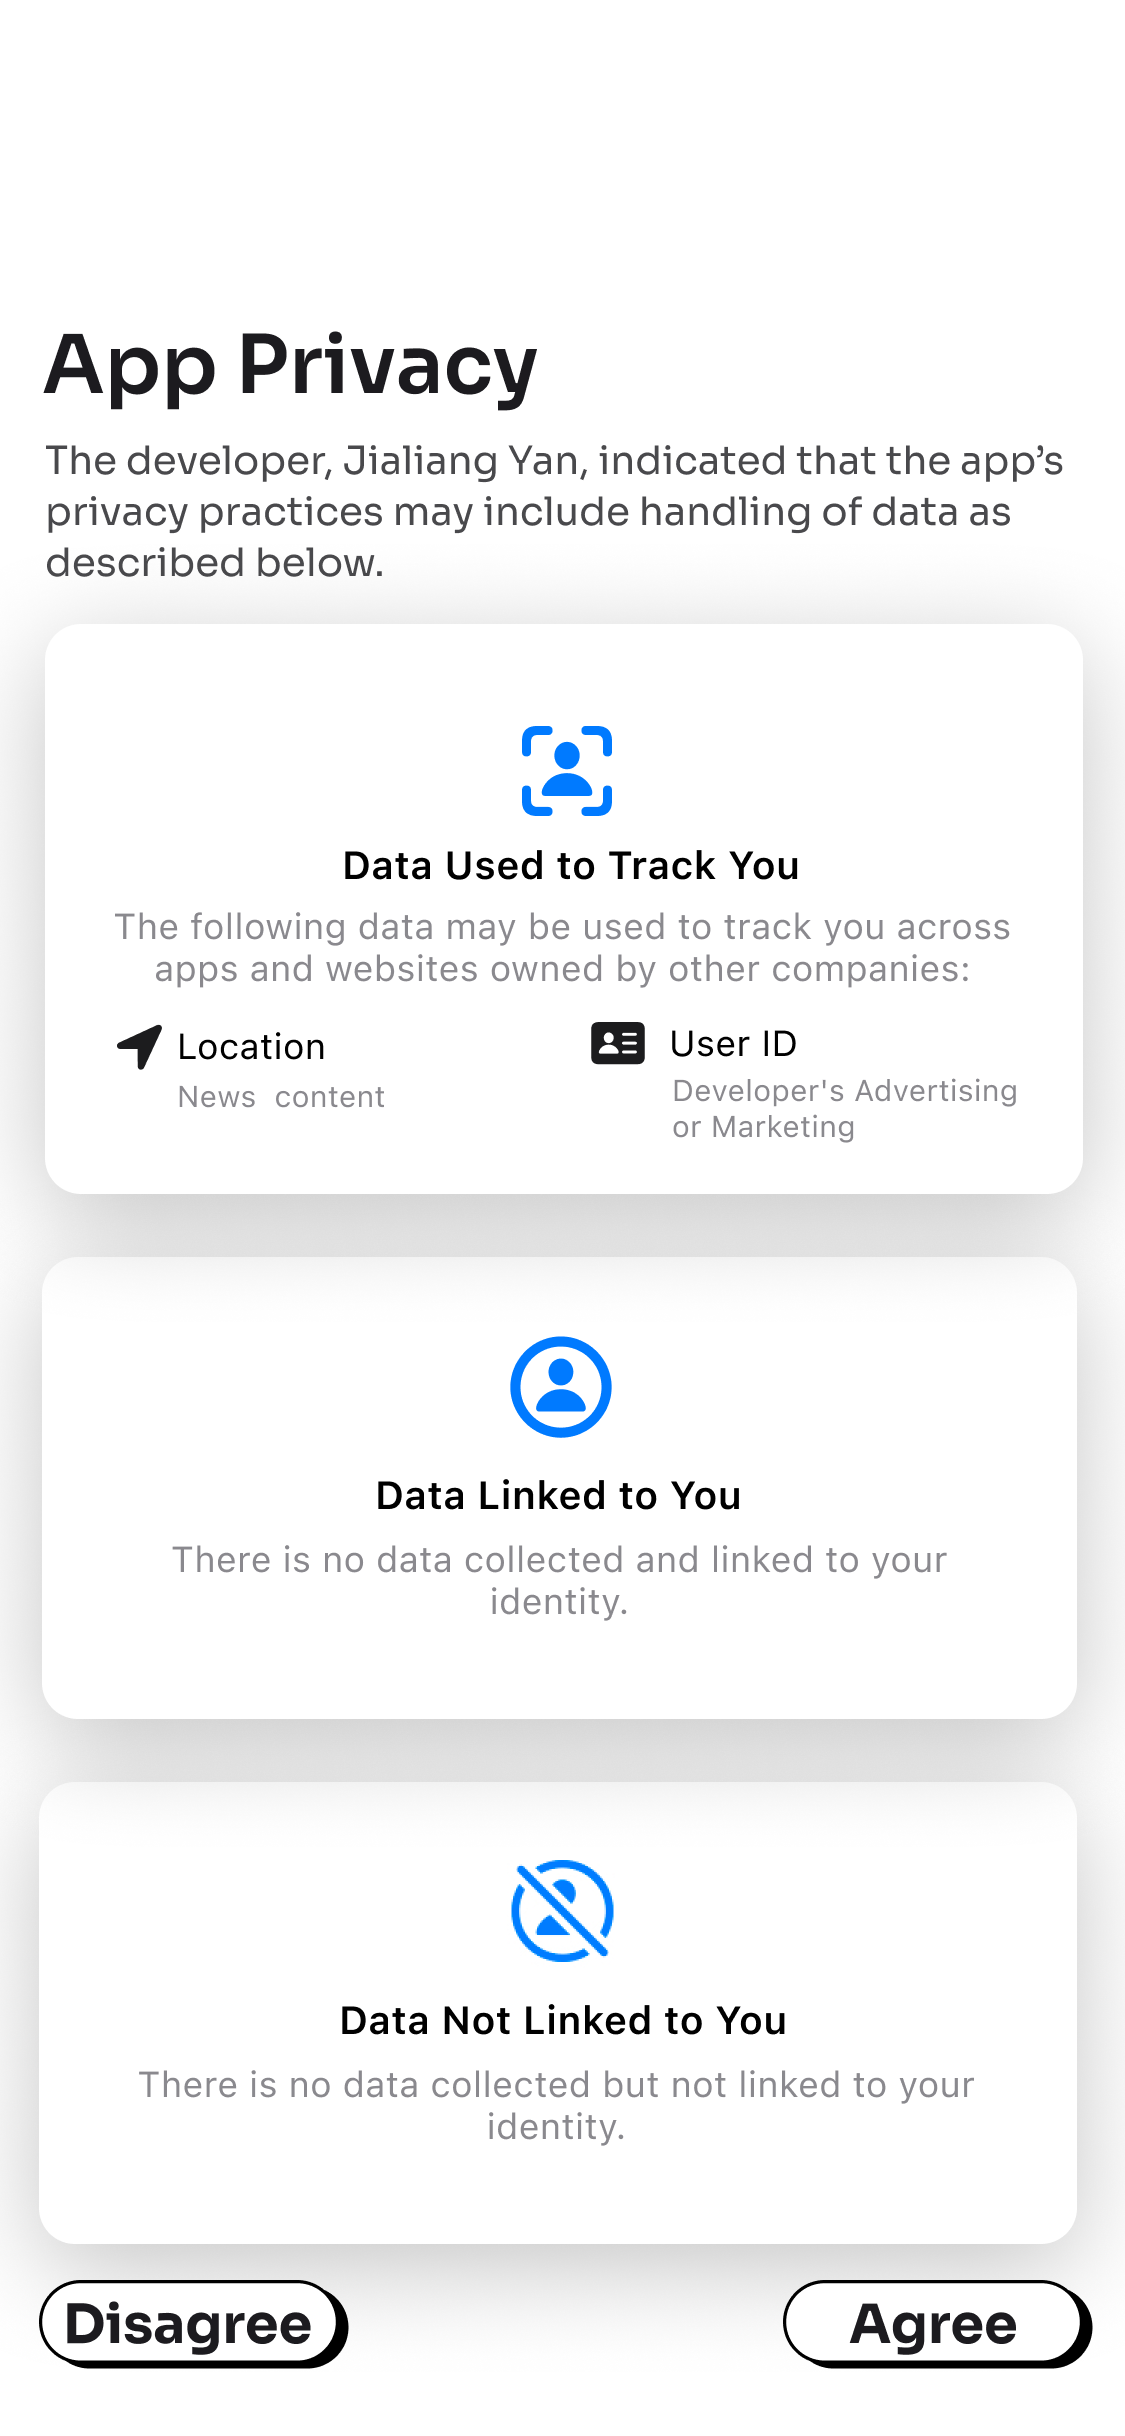 App Privacy
The developer, Jialiang Yan, indicated that the app’s
privacy practices may include handling of data as
described below.
Data Used to Track You
The following data may be used to track you across
apps and websites owned by other companies:
Location
News content
User ID
Developer's Advertising
or Marketing
Data Linked to You
There is no data collected and linked to your
identity.
Data Not Linked to You
There is no data collected but not linked to your
identity.
Disagree
Agree